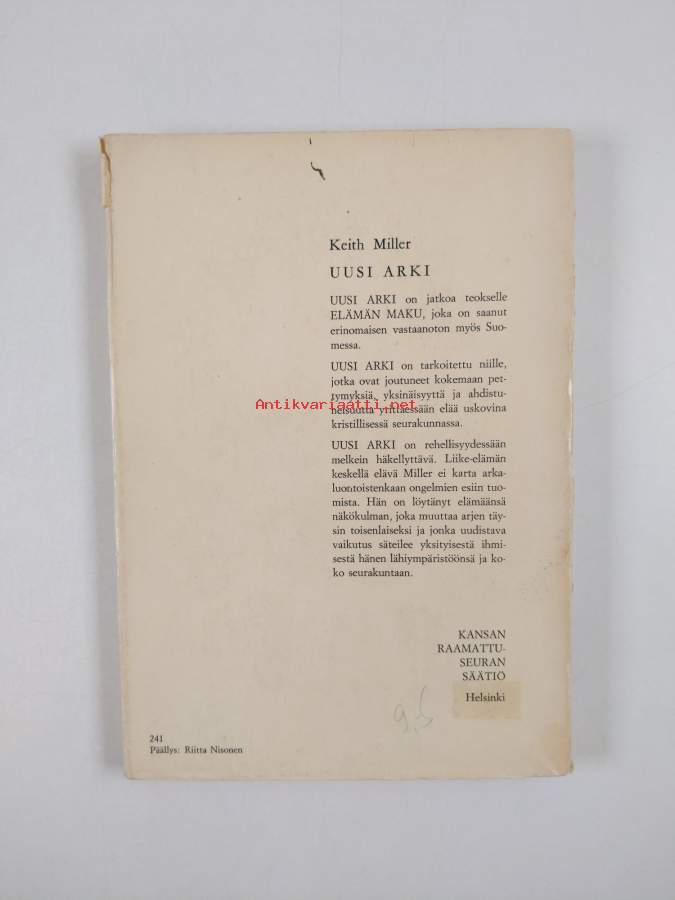 Keith Miller
UUSI ARKI
UUSI ARKI on jatkoa teokselle
ELÄMÄN MAKU, joka on saanut
erinomaisen vastaanoton myös Suo-
messa.
UUSI ARKI on tarkoitettu niille,
jotka ovat joutuneet kokemaan pet-
tymyksiä, yksinäisyyttä ja ahdistu-
Antikvariaatti.net
neisuutta yrittäessään elää uskovina
kristillisessä seurakunnassa.
UUSI ARKI on rehellisyydessään
melkein häkellyttävä. Liike-elämän
keskellä elävä Miller ei karta arka-
luontoistenkaan ongelmien esiin tuo-
mista. Hän on löytänyt elämäänsä
näkökulman, joka muuttaa arjen täy-
sin toisenlaiseksi ja jonka uudistava
vaikutus säteilee yksityisestä ihmi-
sestä hänen lähiympäristöönsä ja ko-
ko seurakuntaan.
KANSAN
RAAMATTU-
SEURAN
SÄÄTIÖ
Helsinki
9,5
241
Päällys: Riitta Nisonen